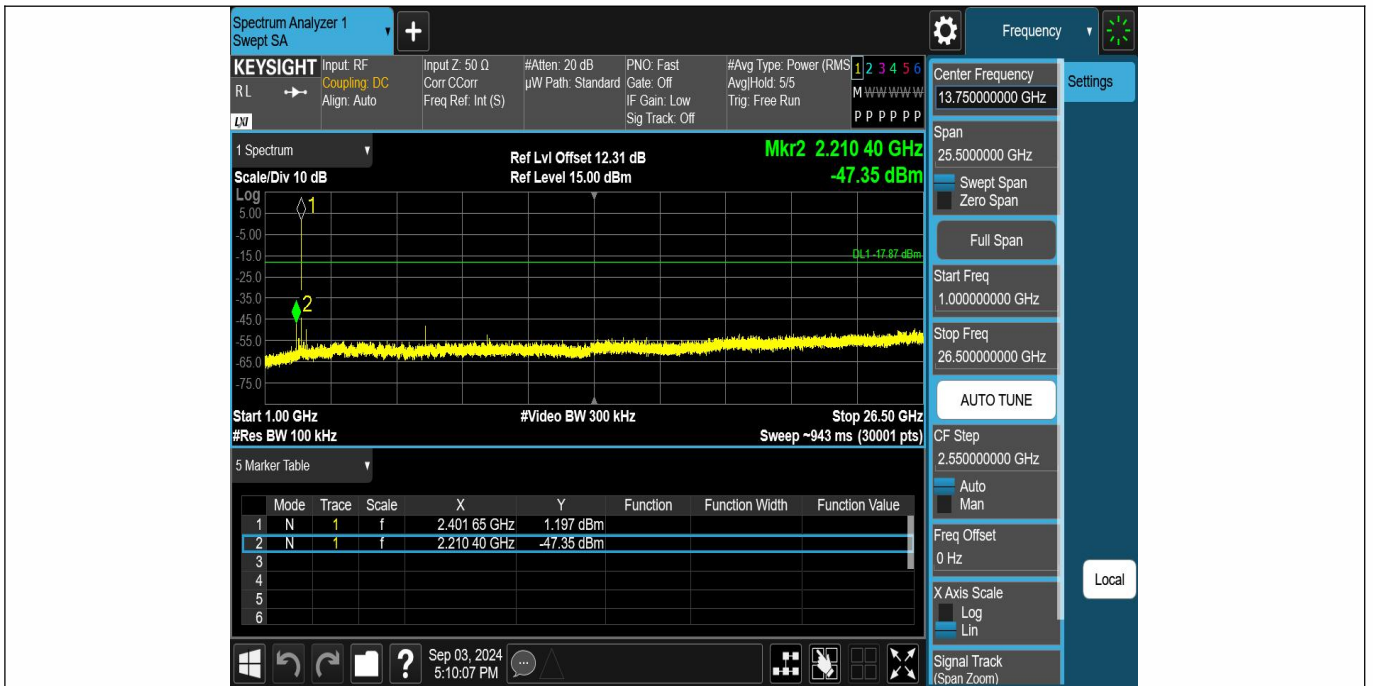 Spectrum Analyzer 1
Swept SA
+
Frequency
KEYSIGHT
RL
LXI
Input: RF
Coupling: DC
Align: Auto
Input Z: 50 Ω
Corr CCorr
Freq Ref: Int (S)
#Atten: 20 dB
µW Path: Standard
PNO: Fast
Gate: Off
IF Gain: Low
Sig Track: Off
#Avg Type: Power (RMS
Avg|Hold: 5/5
Trig: Free Run
1 2 3 4 5 6
M W W W W W
P P P P P P
1 Spectrum
Scale/Div 10 dB
Ref Lvl Offset 12.31 dB
Ref Level 15.00 dBm
Mkr2 2.210 40 GHz
-47.35 dBm
Log
5.00
-5.00
-15.0
-25.0
-35.0
-45.0
-55.0
-65.0
-75.0
1
2
DL1 -17.87 dBm
Start 1.00 GHz
#Video BW 300 kHz
Stop 26.50 GHz
#Res BW 100 kHz
Sweep ~943 ms (30001 pts)
5 Marker Table
Mode Trace Scale X Y Function Function Width Function Value
1 N 1 f 2.401 65 GHz 1.197 dBm
2 N 1 f 2.210 40 GHz -47.35 dBm
3
4
5
6
?
Sep 03, 2024
5:10:07 PM
Center Frequency
13.750000000 GHz
Settings
Span
25.5000000 GHz
Swept Span
Zero Span
Full Span
Start Freq
1.000000000 GHz
Stop Freq
26.500000000 GHz
AUTO TUNE
CF Step
2.550000000 GHz
Auto
Man
Freq Offset
0 Hz
X Axis Scale
Log
Lin
Local
Signal Track
(Span Zoom)